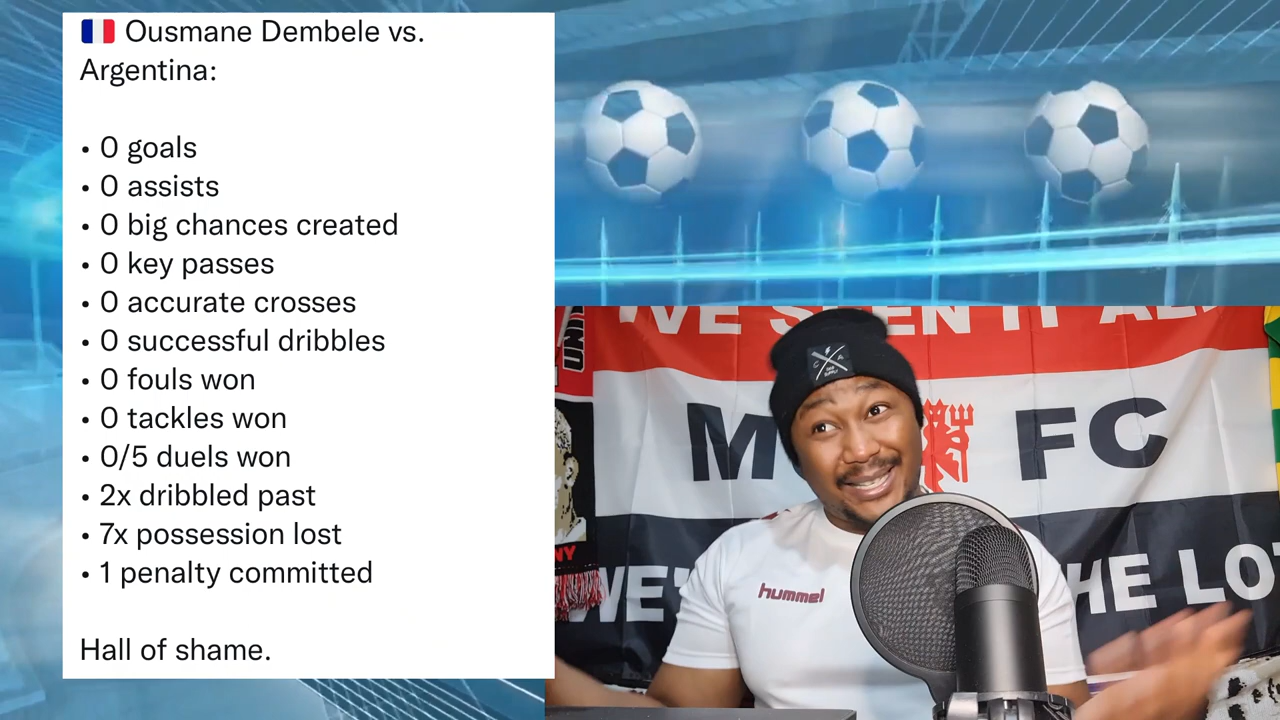 🇫🇷 Ousmane Dembele vs.
Argentina:
• 0 goals
• 0 assists
• 0 big chances created
• 0 key passes
• 0 accurate crosses
• 0 successful dribbles
• 0 fouls won
• 0 tackles won
• 0/5 duels won
• 2x dribbled past
• 7x possession lost
• 1 penalty committed
Hall of shame.
M FC
hummel
HE LO